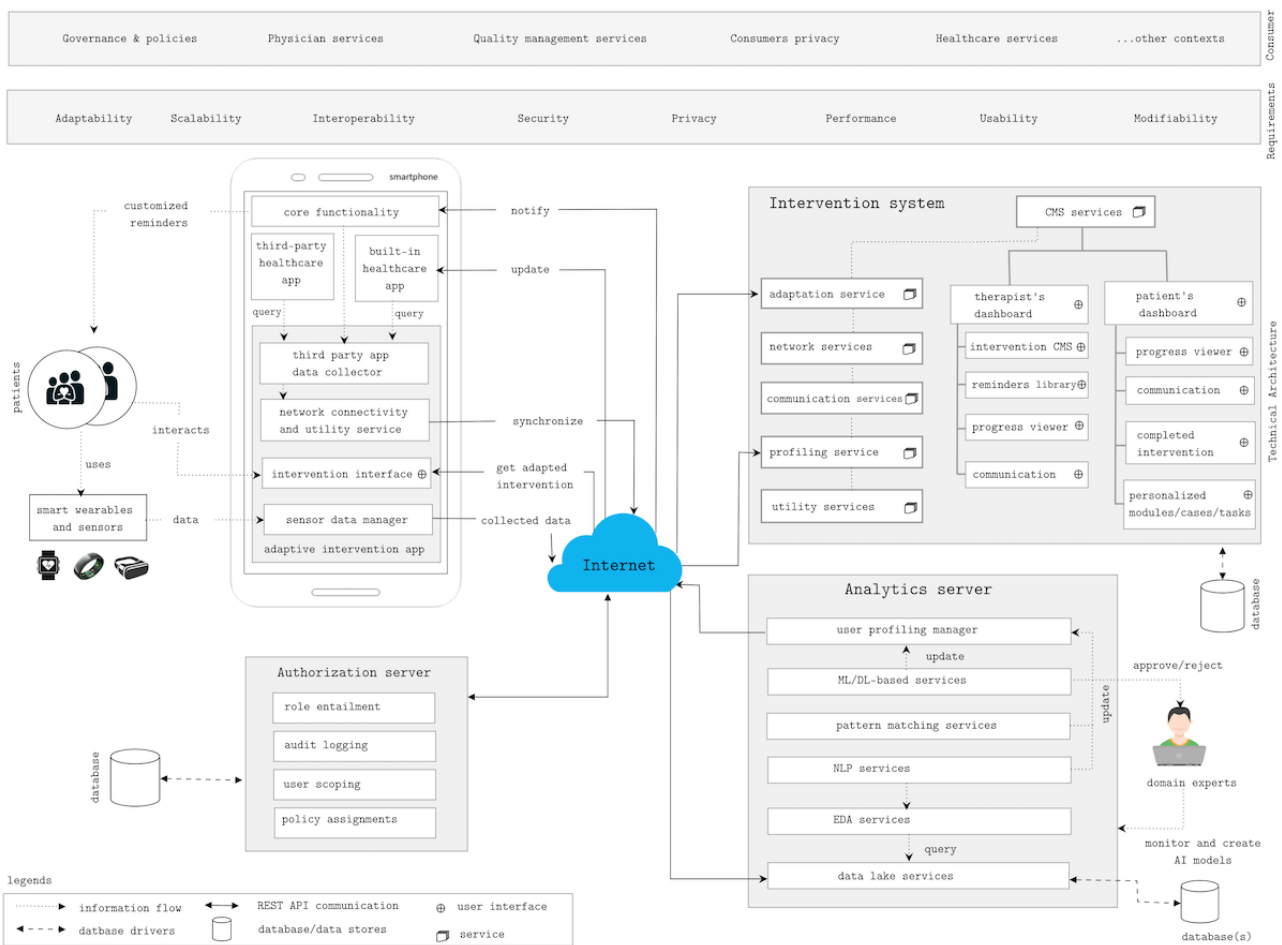 Governance & policies
Physician services
Quality management services
Consumers privacy
Healthcare services
...other contexts
Consumer
Adaptability
Scalability
Interoperability
Security
Privacy
Performance
Usability
Modifiability
Requirements
smartphone
customized
reminders
core functionality
notify
third-party
healthcare
app
built-in
healthcare
app
update
query
query
third party app
data collector
network connectivity
and utility service
synchronize
patients
interacts
intervention interface
get adapted
intervention
uses
smart wearables
and sensors
data
sensor data manager
collected data
adaptive intervention app
Internet
Intervention system
CMS services
adaptation service
network services
communication services
profiling service
utility services
therapist's
dashboard
intervention CMS
reminders library
progress viewer
communication
patient's
dashboard
progress viewer
communication
completed
intervention
personalized
modules/cases/tasks
Technical Architecture
database
Analytics server
user profiling manager
update
ML/DL-based services
pattern matching services
NLP services
EDA services
query
data lake services
update
approve/reject
domain experts
monitor and create
AI models
database(s)
Authorization server
role entailment
audit logging
user scoping
policy assignments
database
legends
information flow
REST API communication
user interface
datbase drivers
database/data stores
service